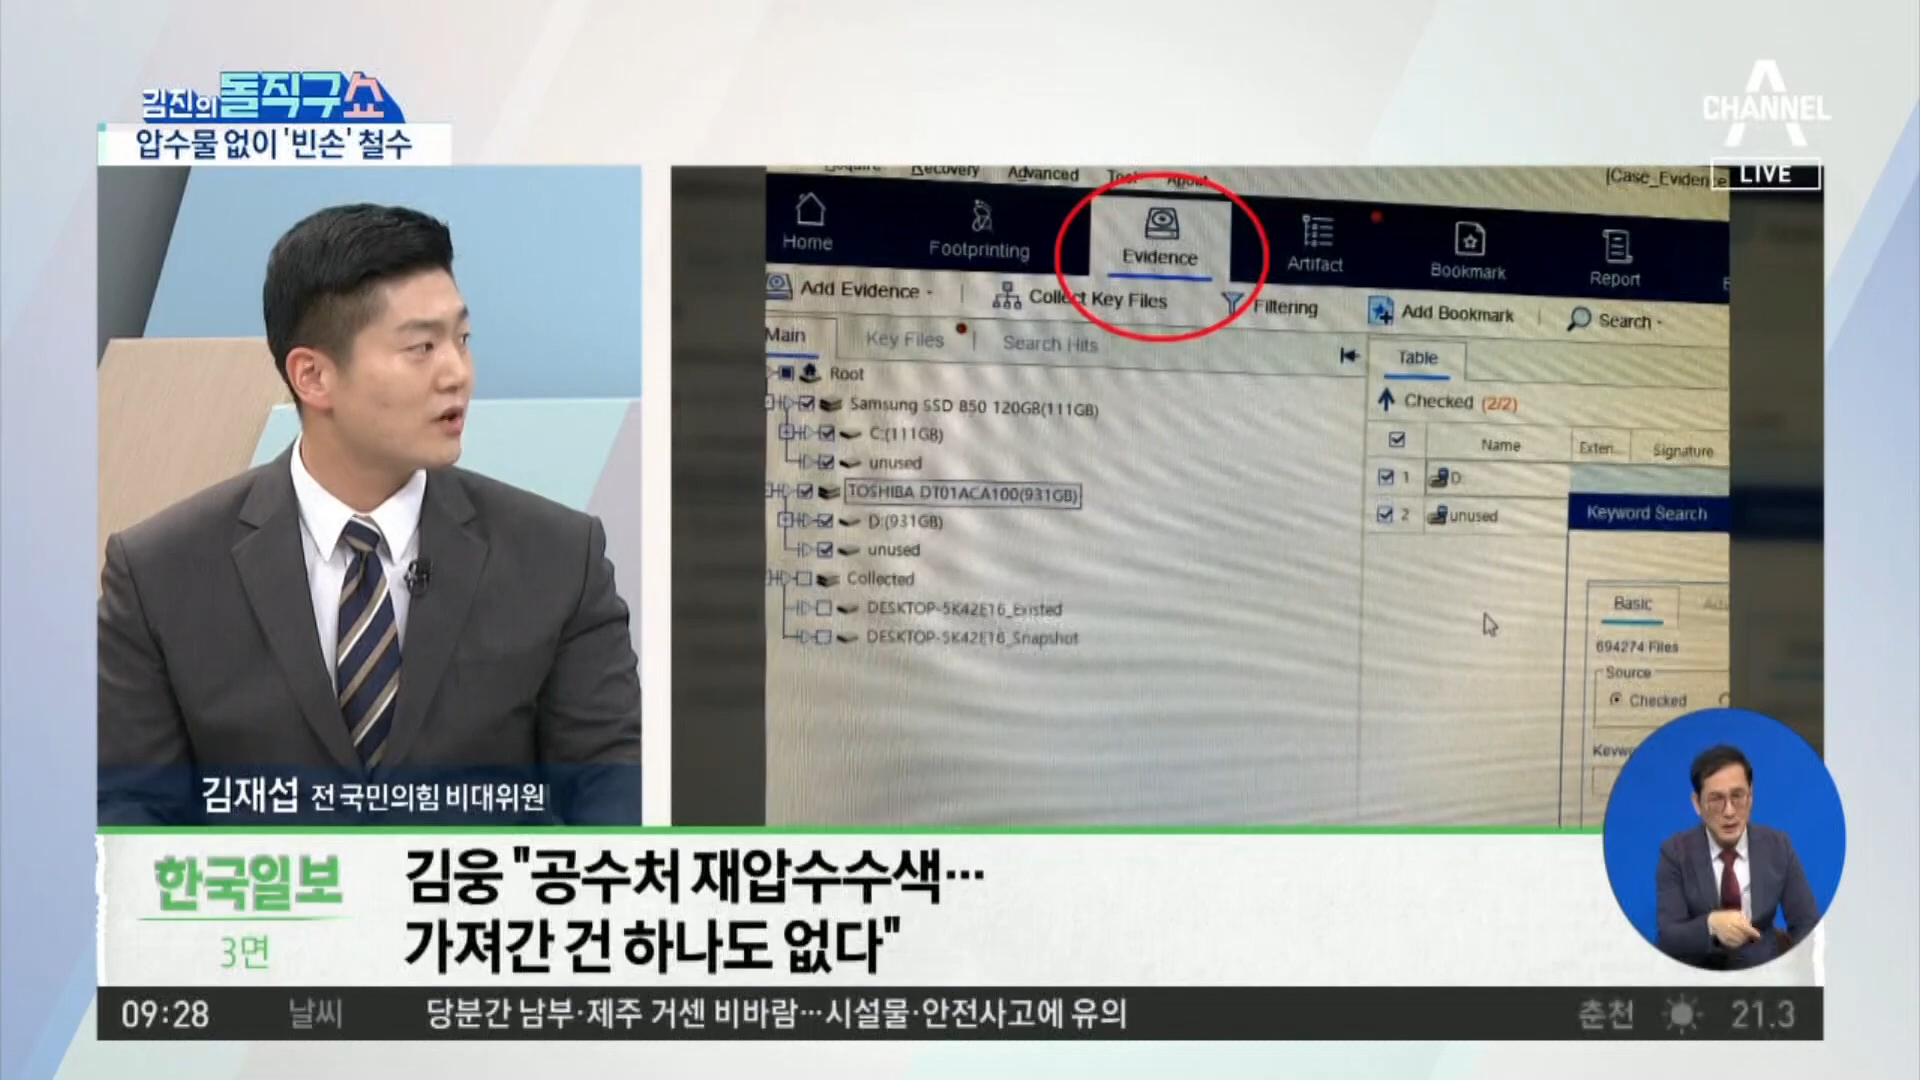 김진의 돌직구쇼
압수물 없이 '빈손' 철수
CHANNEL A
LIVE
Recovery Advanced About
[Case_Evidence
Home
Footprinting
Evidence
Artifact
Bookmark
Report
Add Evidence
Collect Key Files
Filtering
Add Bookmark
Search
Main
Key Files
Search Hits
Table
Root
Checked (2/2)
Samsung SSD 850 120GB(111GB)
C:(111GB)
Name
Exten...
Signature
unused
1 D
TOSHIBA DT01ACA100(931GB)
2 unused
Keyword Search
D:(931GB)
unused
Collected
DESKTOP-5K42E16_Existed
DESKTOP-5K42E16_Snapshot
Basic
694274 Files
Source
Checked
김재섭 전 국민의힘 비대위원
한국일보
3면
김웅 "공수처 재압수수색…
가져간 건 하나도 없다"
09:28 날씨 당분간 남부·제주 거센 비바람…시설물·안전사고에 유의 춘천 21.3